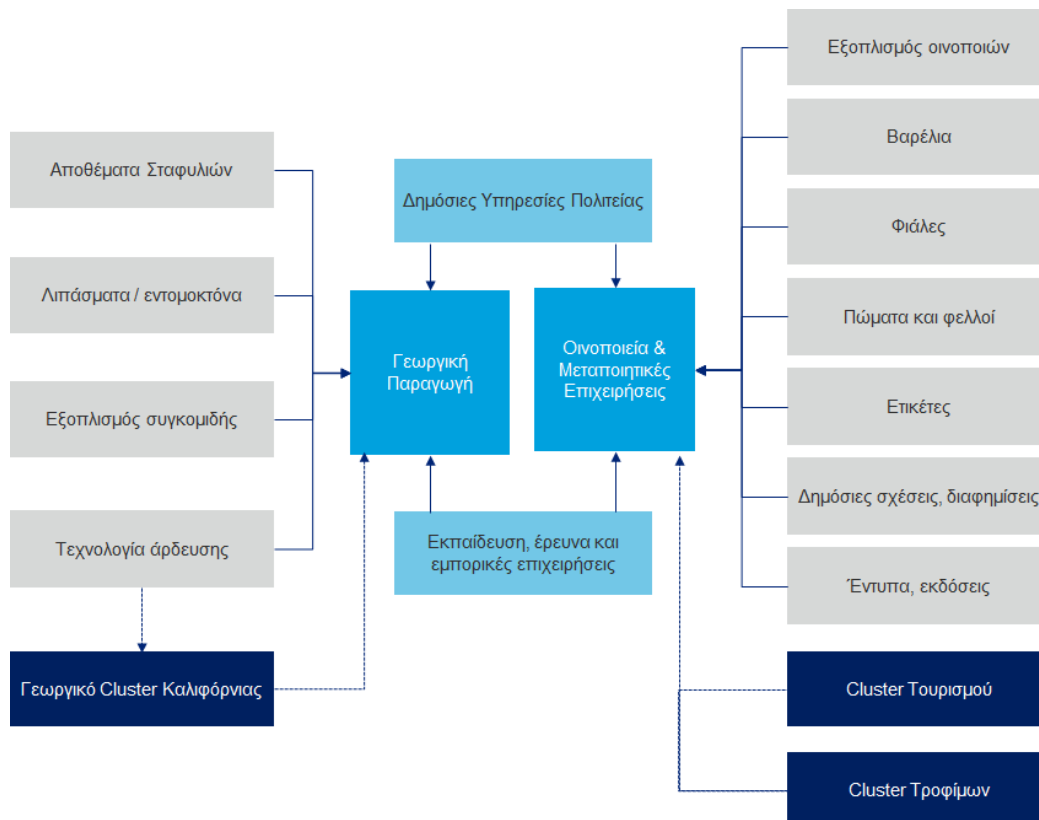 Εξοπλισμός οινοποιών
Βαρέλια
Αποθέματα Σταφυλιών
Δημόσιες Υπηρεσίες Πολιτείας
Φιάλες
Λιπάσματα / εντομοκτόνα
Πώματα και φελλοί
Γεωργική
Παραγωγή
Οινοποιεία &
Μεταποιητικές
Επιχειρήσεις
Εξοπλισμός συγκομιδής
Ετικέτες
Δημόσιες σχέσεις, διαφημίσεις
Τεχνολογία άρδευσης
Εκπαίδευση, έρευνα και
εμπορικές επιχειρήσεις
Έντυπα, εκδόσεις
Γεωργικό Cluster Καλιφόρνιας
Cluster Τουρισμού
Cluster Τροφίμων